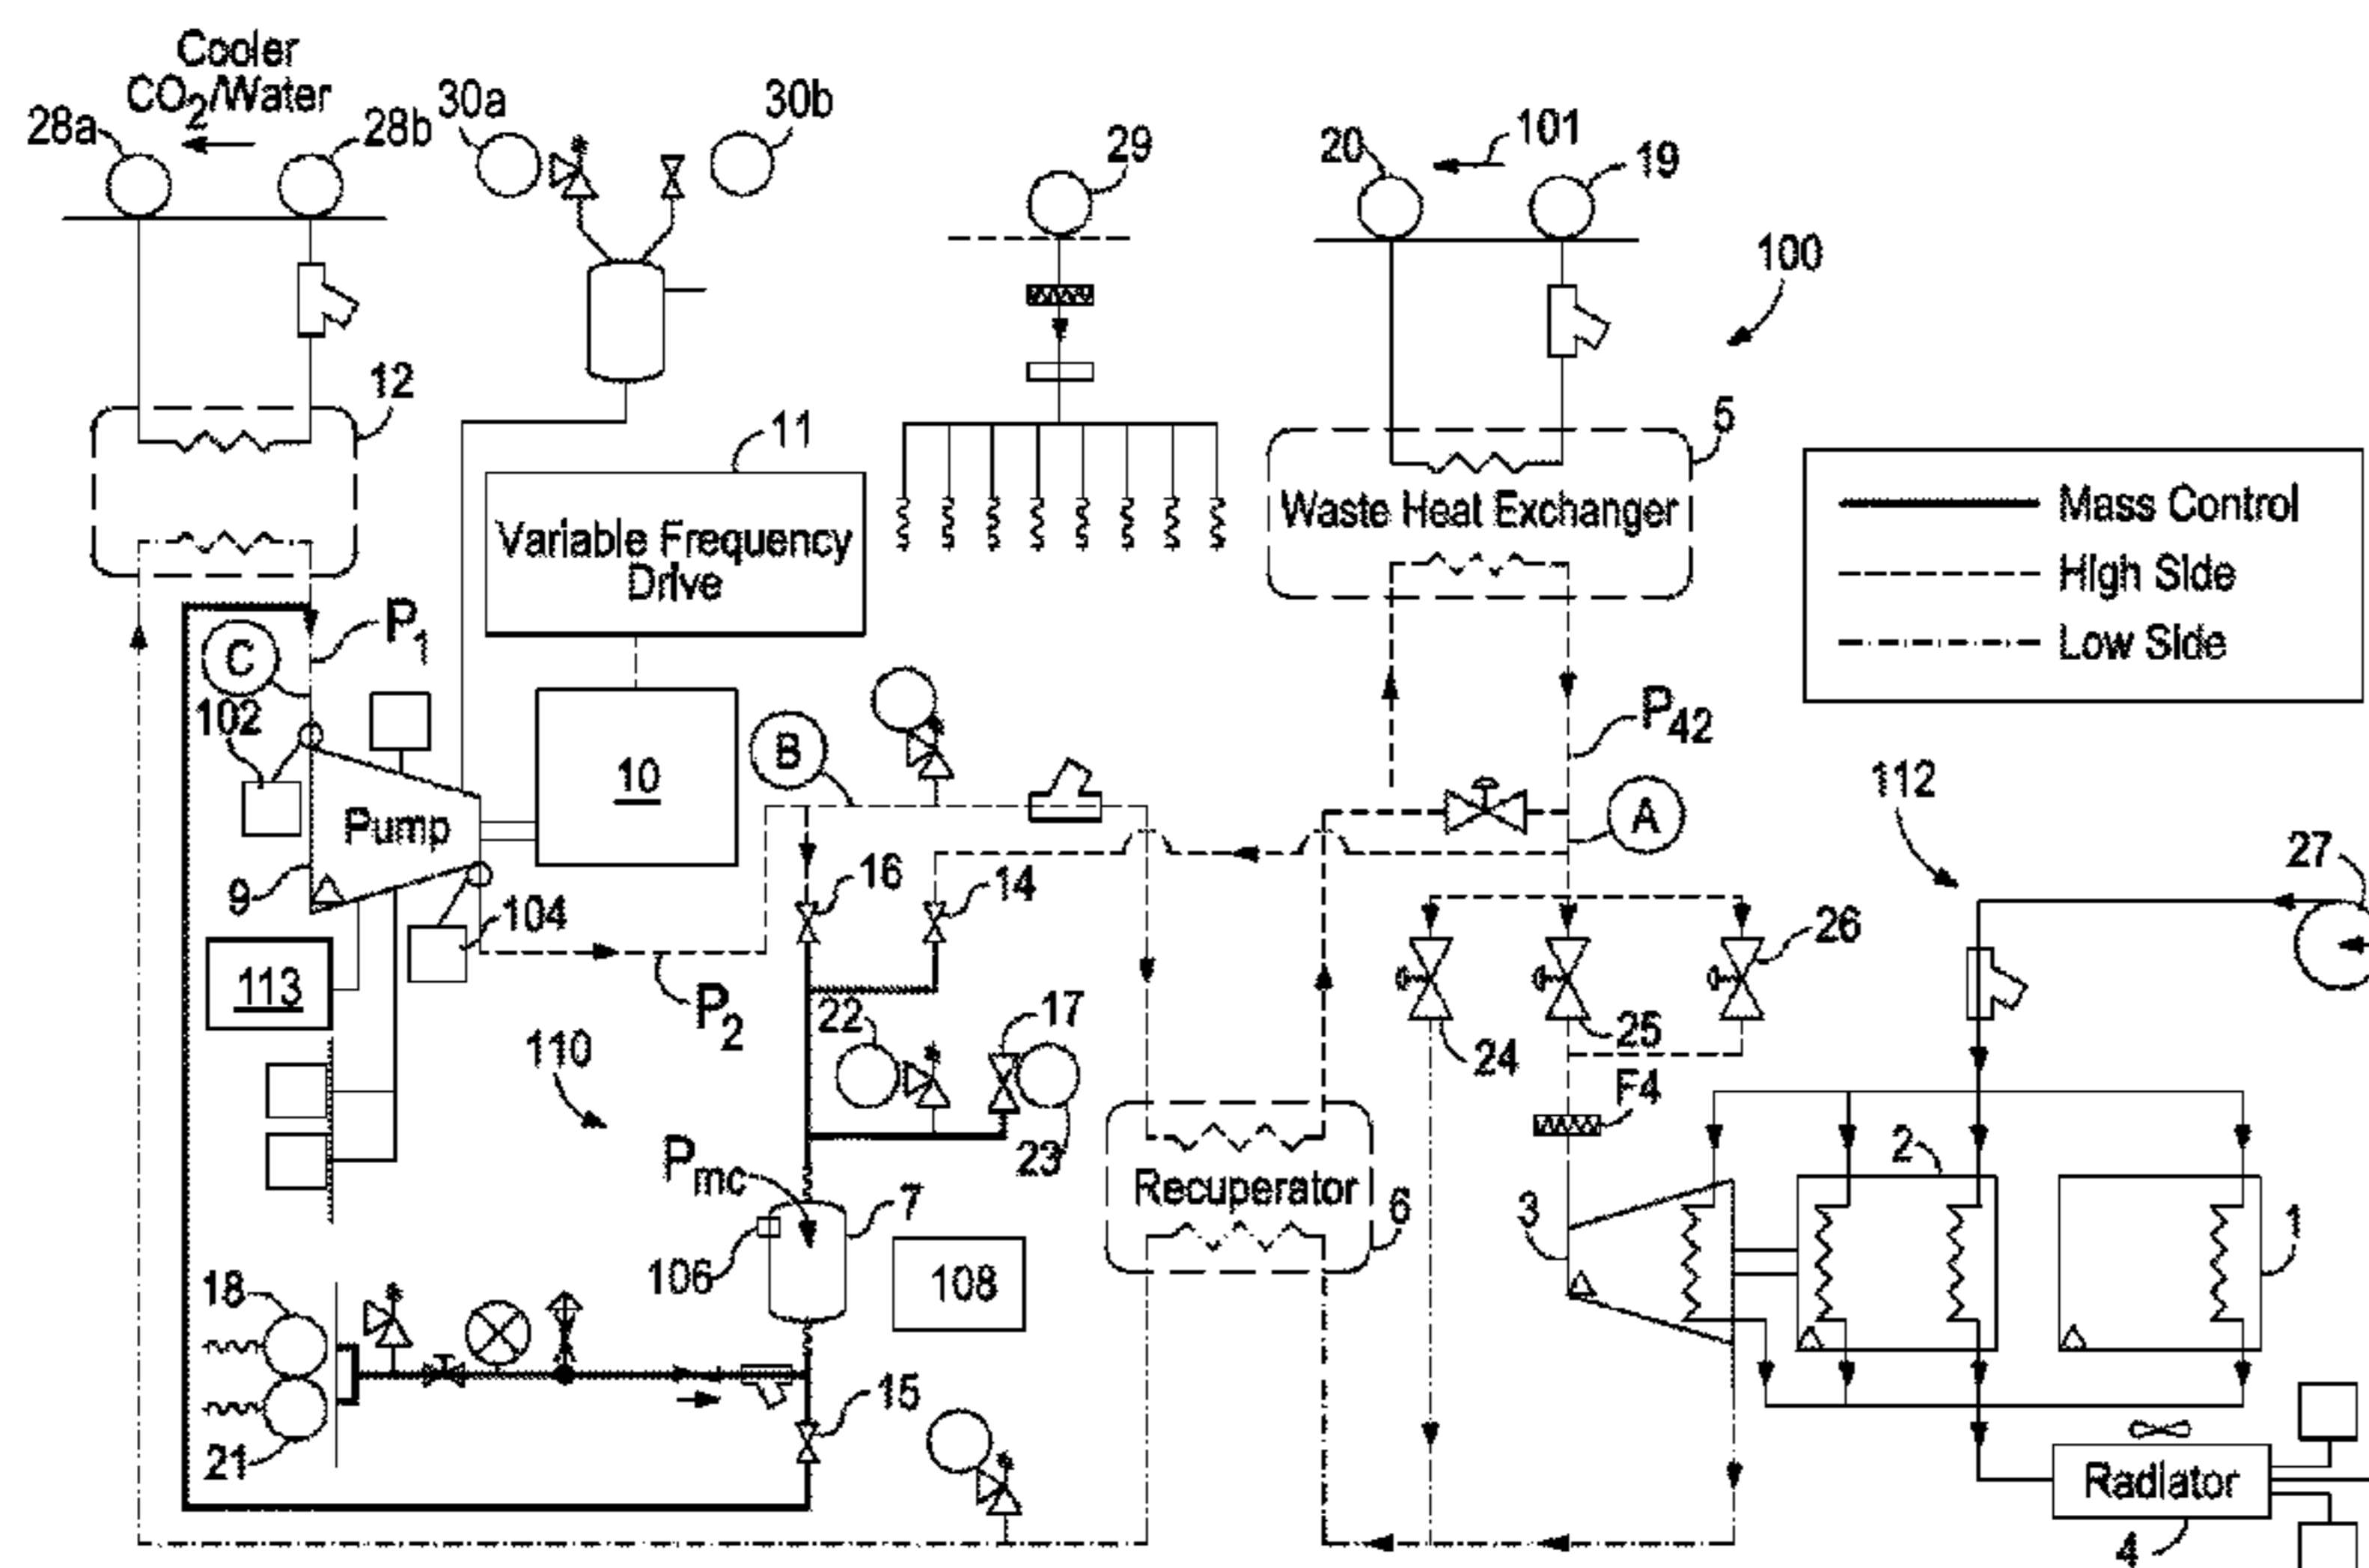 Cooler
CO2/Water
28a
28b
30a
30b
29
20
101
19
100
12
11
5
Variable Frequency
Drive
Waste Heat Exchanger
Mass Control
High Side
Low Side
P1
C
102
10
B
P42
A
112
Pump
9
16
14
27
104
26
113
P2
22
17
25
24
110
F4
23
Pmc
2
Recuperator
7
3
6
1
106
108
18
15
21
Radiator
4